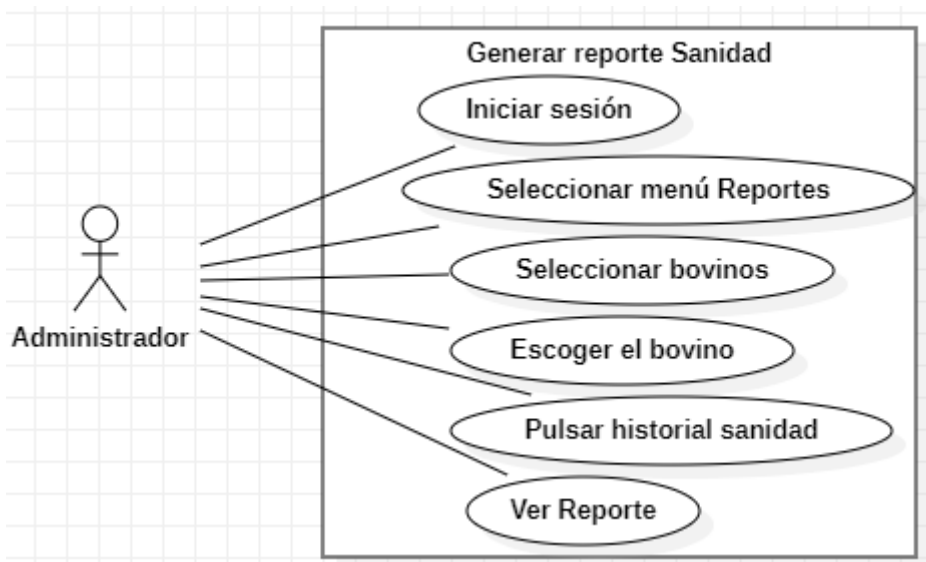 Generar reporte Sanidad
Iniciar sesión
Seleccionar menú Reportes
Seleccionar bovinos
Administrador
Escoger el bovino
Pulsar historial sanidad
Ver Reporte